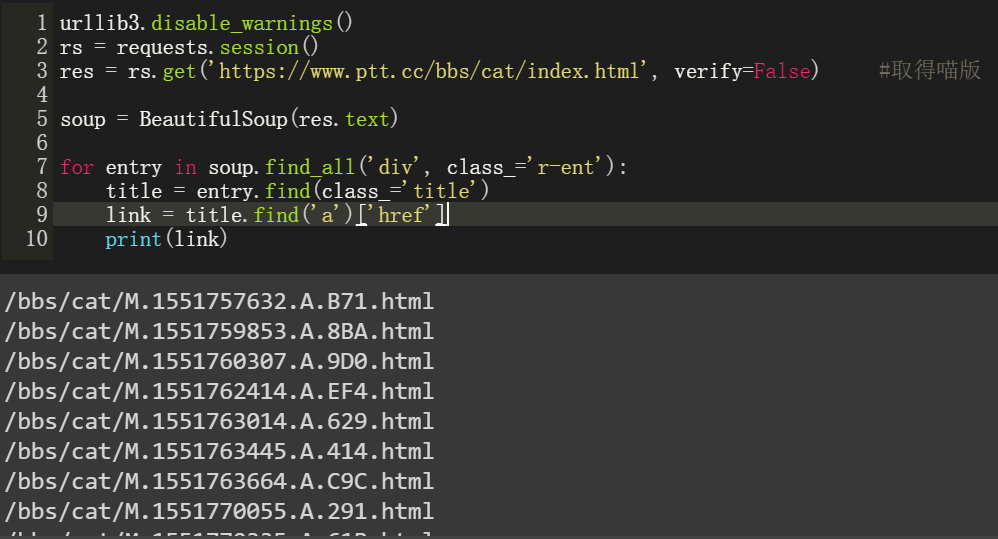 1 urllib3.disable_warnings()
2 rs = requests.session()
3 res = rs.get('https://www.ptt.cc/bbs/cat/index.html', verify=False)     #取得喵版
4
5 soup = BeautifulSoup(res.text)
6
7 for entry in soup.find_all('div', class_='r-ent'):
8     title = entry.find(class_='title')
9     link = title.find('a')['href']
10     print(link)
/bbs/cat/M.1551757632.A.B71.html
/bbs/cat/M.1551759853.A.8BA.html
/bbs/cat/M.1551760307.A.9D0.html
/bbs/cat/M.1551762414.A.EF4.html
/bbs/cat/M.1551763014.A.629.html
/bbs/cat/M.1551763445.A.414.html
/bbs/cat/M.1551763664.A.C9C.html
/bbs/cat/M.1551770055.A.291.html